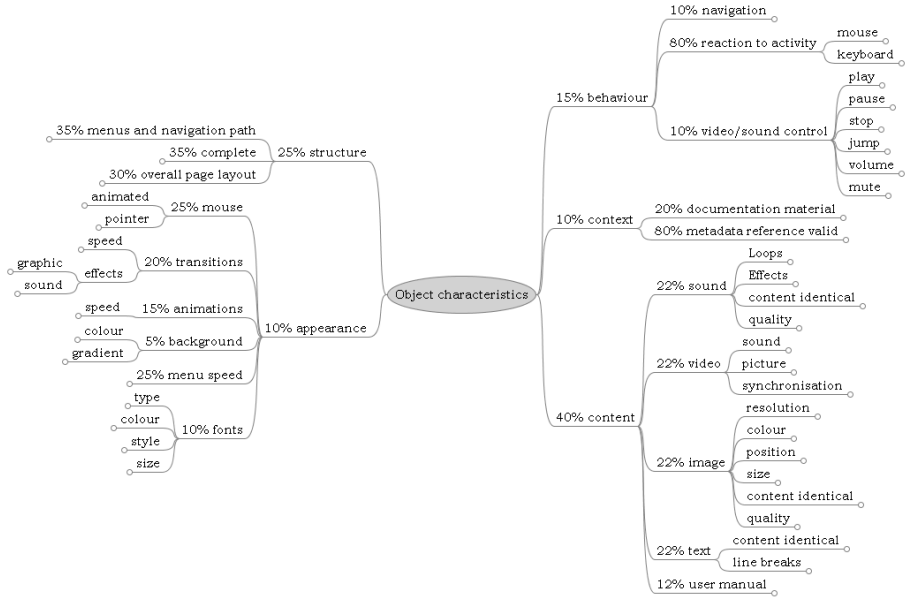 Object characteristics
25% structure
35% menus and navigation path
35% complete
30% overall page layout
10% appearance
25% mouse
animated
pointer
20% transitions
speed
effects
graphic
sound
15% animations
speed
5% background
colour
gradient
25% menu speed
10% fonts
type
colour
style
size
15% behaviour
10% navigation
80% reaction to activity
mouse
keyboard
10% video/sound control
play
pause
stop
jump
volume
mute
10% context
20% documentation material
80% metadata reference valid
40% content
22% sound
Loops
Effects
content identical
quality
22% video
sound
picture
synchronisation
22% image
resolution
colour
position
size
content identical
quality
22% text
content identical
line breaks
12% user manual